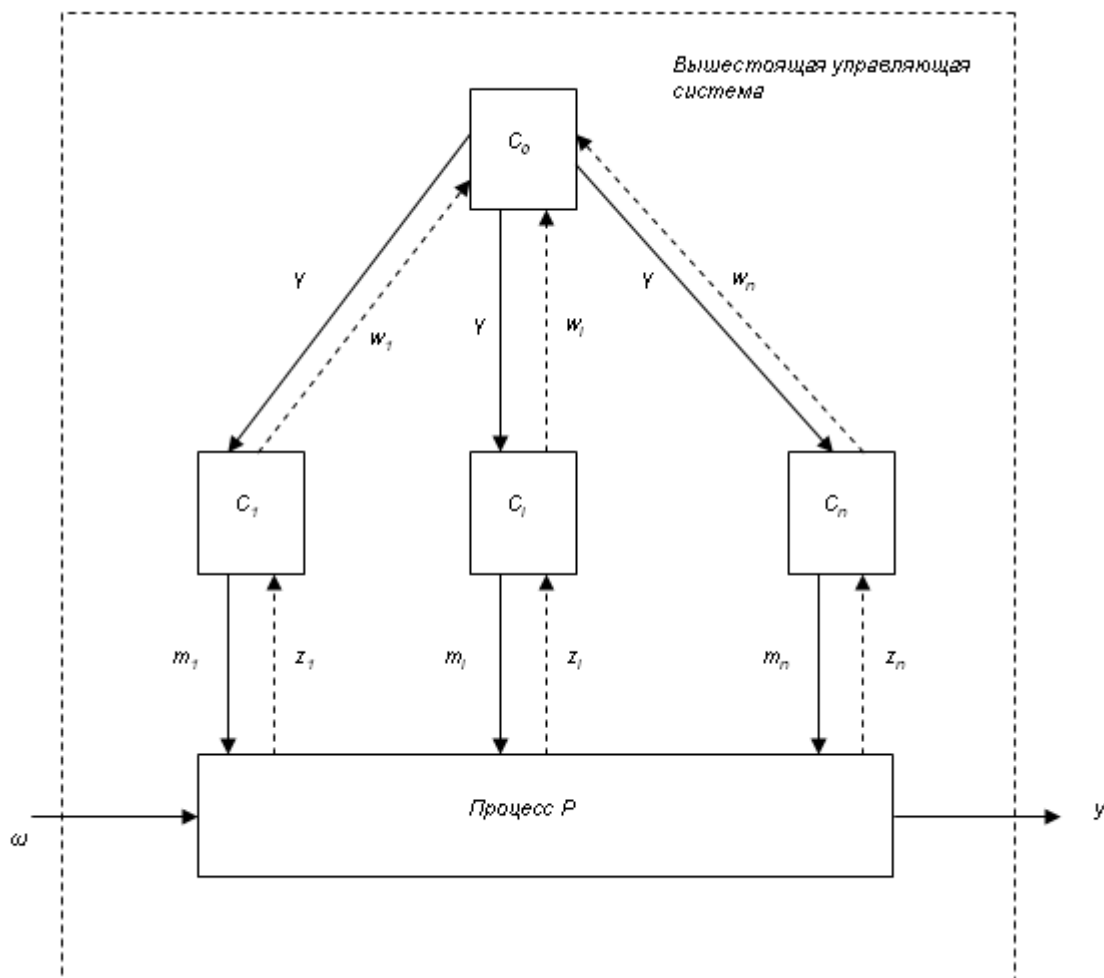 Вышестоящая управляющая
система
C₀
γ
w₁
γ
wᵢ
γ
wₙ
C₁
Cᵢ
Cₙ
m₁
z₁
mᵢ
zᵢ
mₙ
zₙ
Процесс P
ω
y